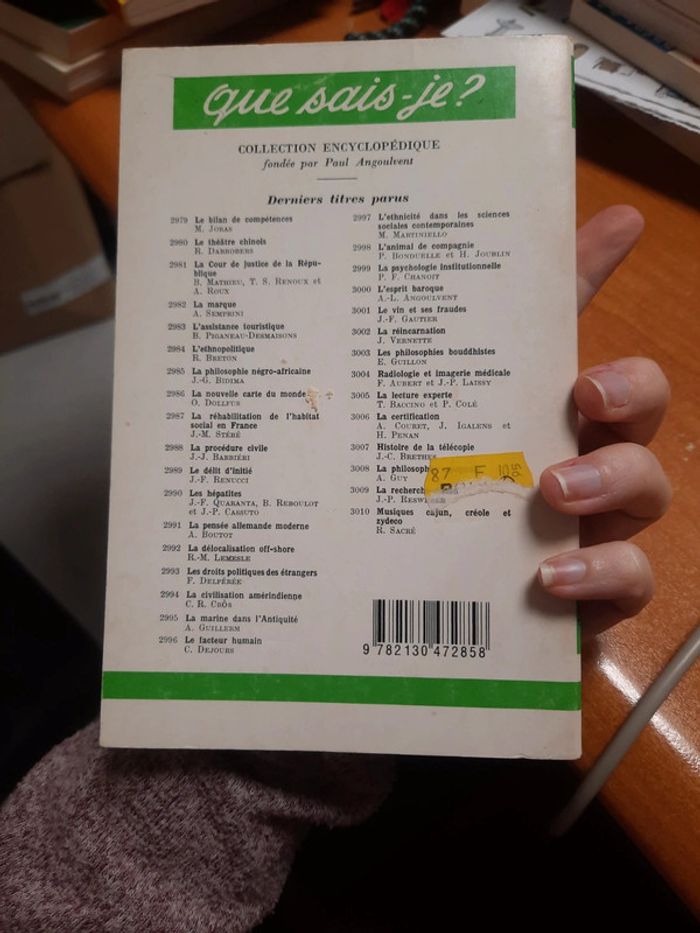 Que sais-je?
COLLECTION ENCYCLOPÉDIQUE
fondée par Paul Angoulvent
Derniers titres parus
2979 Le bilan de compétences
M. JORAS
2980 Le théâtre chinois
R. DARROBERS
2981 La Cour de justice de la Répu-
blique
B. MATHIEU, T. S. RENOUX et
A. ROUX
2982 La marque
A. SEMPRINI
2983 L'assistance touristique
B. PIGANEAU-DESMAISONS
2984 L'ethnopolitique
R. BRETON
2985 La philosophie négro-africaine
J.-G. BIDIMA
2986 La nouvelle carte du monde
O. DOLLFUS
2987 La réhabilitation de l'habitat
social en France
J.-M. STÉBÉ
2988 La procédure civile
J.-J. BARBIÈRI
2989 Le délit d'initié
J.-F. RENUCCI
2990 Les hépatites
J.-F. QUARANTA, B. REBOULOT
et J.-P. CASSUTO
2991 La pensée allemande moderne
A. BOUTOT
2992 La délocalisation off-shore
R.-M. LEMESLE
2993 Les droits politiques des étrangers
F. DELPÉRÉE
2994 La civilisation amérindienne
C. R. CRÔS
2995 La marine dans l'Antiquité
A. GUILLERM
2996 Le facteur humain
C. DEJOURS
2997 L'ethnicité dans les sciences
sociales contemporaines
M. MARTINIELLO
2998 L'animal de compagnie
P. BONDUELLE et H. JOUBLIN
2999 La psychologie institutionnelle
P. F. CHANOIT
3000 L'esprit baroque
A.-L. ANGOULVENT
3001 Le vin et ses fraudes
J.-F. GAUTIER
3002 La réincarnation
J. VERNETTE
3003 Les philosophies bouddhistes
E. GUILLON
3004 Radiologie et imagerie médicale
F. AUBERT et J.-P. LAISSY
3005 La lecture experte
T. BACCINO et P. COLÉ
3006 La certification
A. COURET, J. IGALENS et
H. PENAN
3007 Histoire de la télécopie
J.-C. BRETHES
3008 La philosoph
A. GUY
87 F
3009 La recherch
J.-P. BESW
3010 Musiques cajun, créole et
zydeco
R. SACRÉ
9 782130 472858